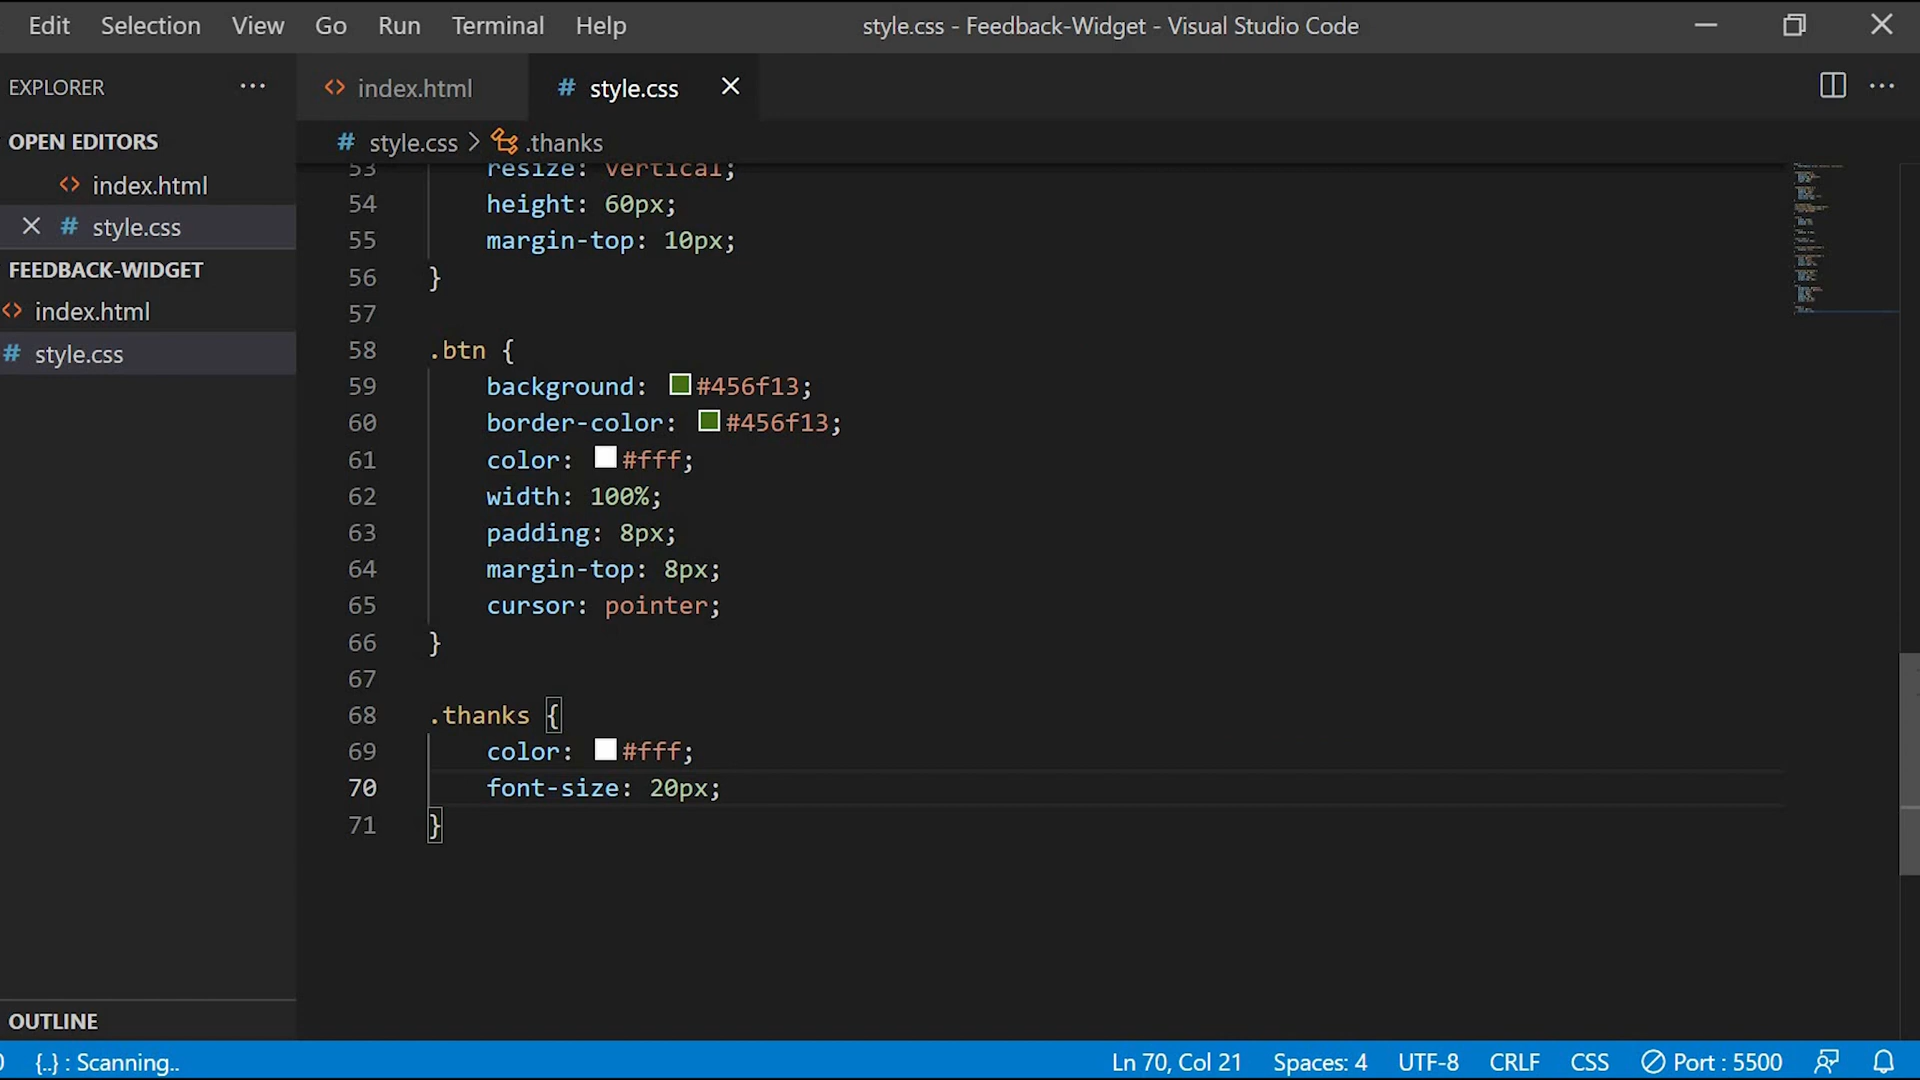 Edit Selection View Go Run Terminal Help style.css - Feedback-Widget - Visual Studio Code
EXPLORER
OPEN EDITORS
index.html
style.css
FEEDBACK-WIDGET
index.html
style.css
OUTLINE
index.html
style.css
style.css > .thanks
53 resize: vertical;
54 height: 60px;
55 margin-top: 10px;
56 }
57
58 .btn {
59 background: #456f13;
60 border-color: #456f13;
61 color: #fff;
62 width: 100%;
63 padding: 8px;
64 margin-top: 8px;
65 cursor: pointer;
66 }
67
68 .thanks {
69 color: #fff;
70 font-size: 20px;
71 }
{..} : Scanning.. Ln 70, Col 21 Spaces: 4 UTF-8 CRLF CSS Port : 5500